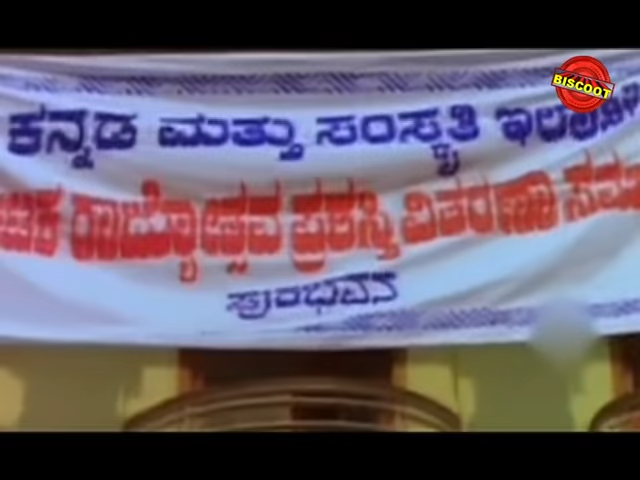 BISCOOT
ಕನ್ನಡ ಮತ್ತು ಸಂಸ್ಕೃತಿ
ರಾಜ್ಯೋತ್ಸವ ಪ್ರಶಸ್ತಿ ವಿತರಣಾ
ಪುರಭವನ